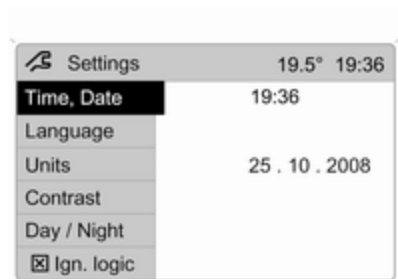 Settings 19.5° 19:36
Time, Date 19:36
Language
Units 25 . 10 . 2008
Contrast
Day / Night
Ign. logic